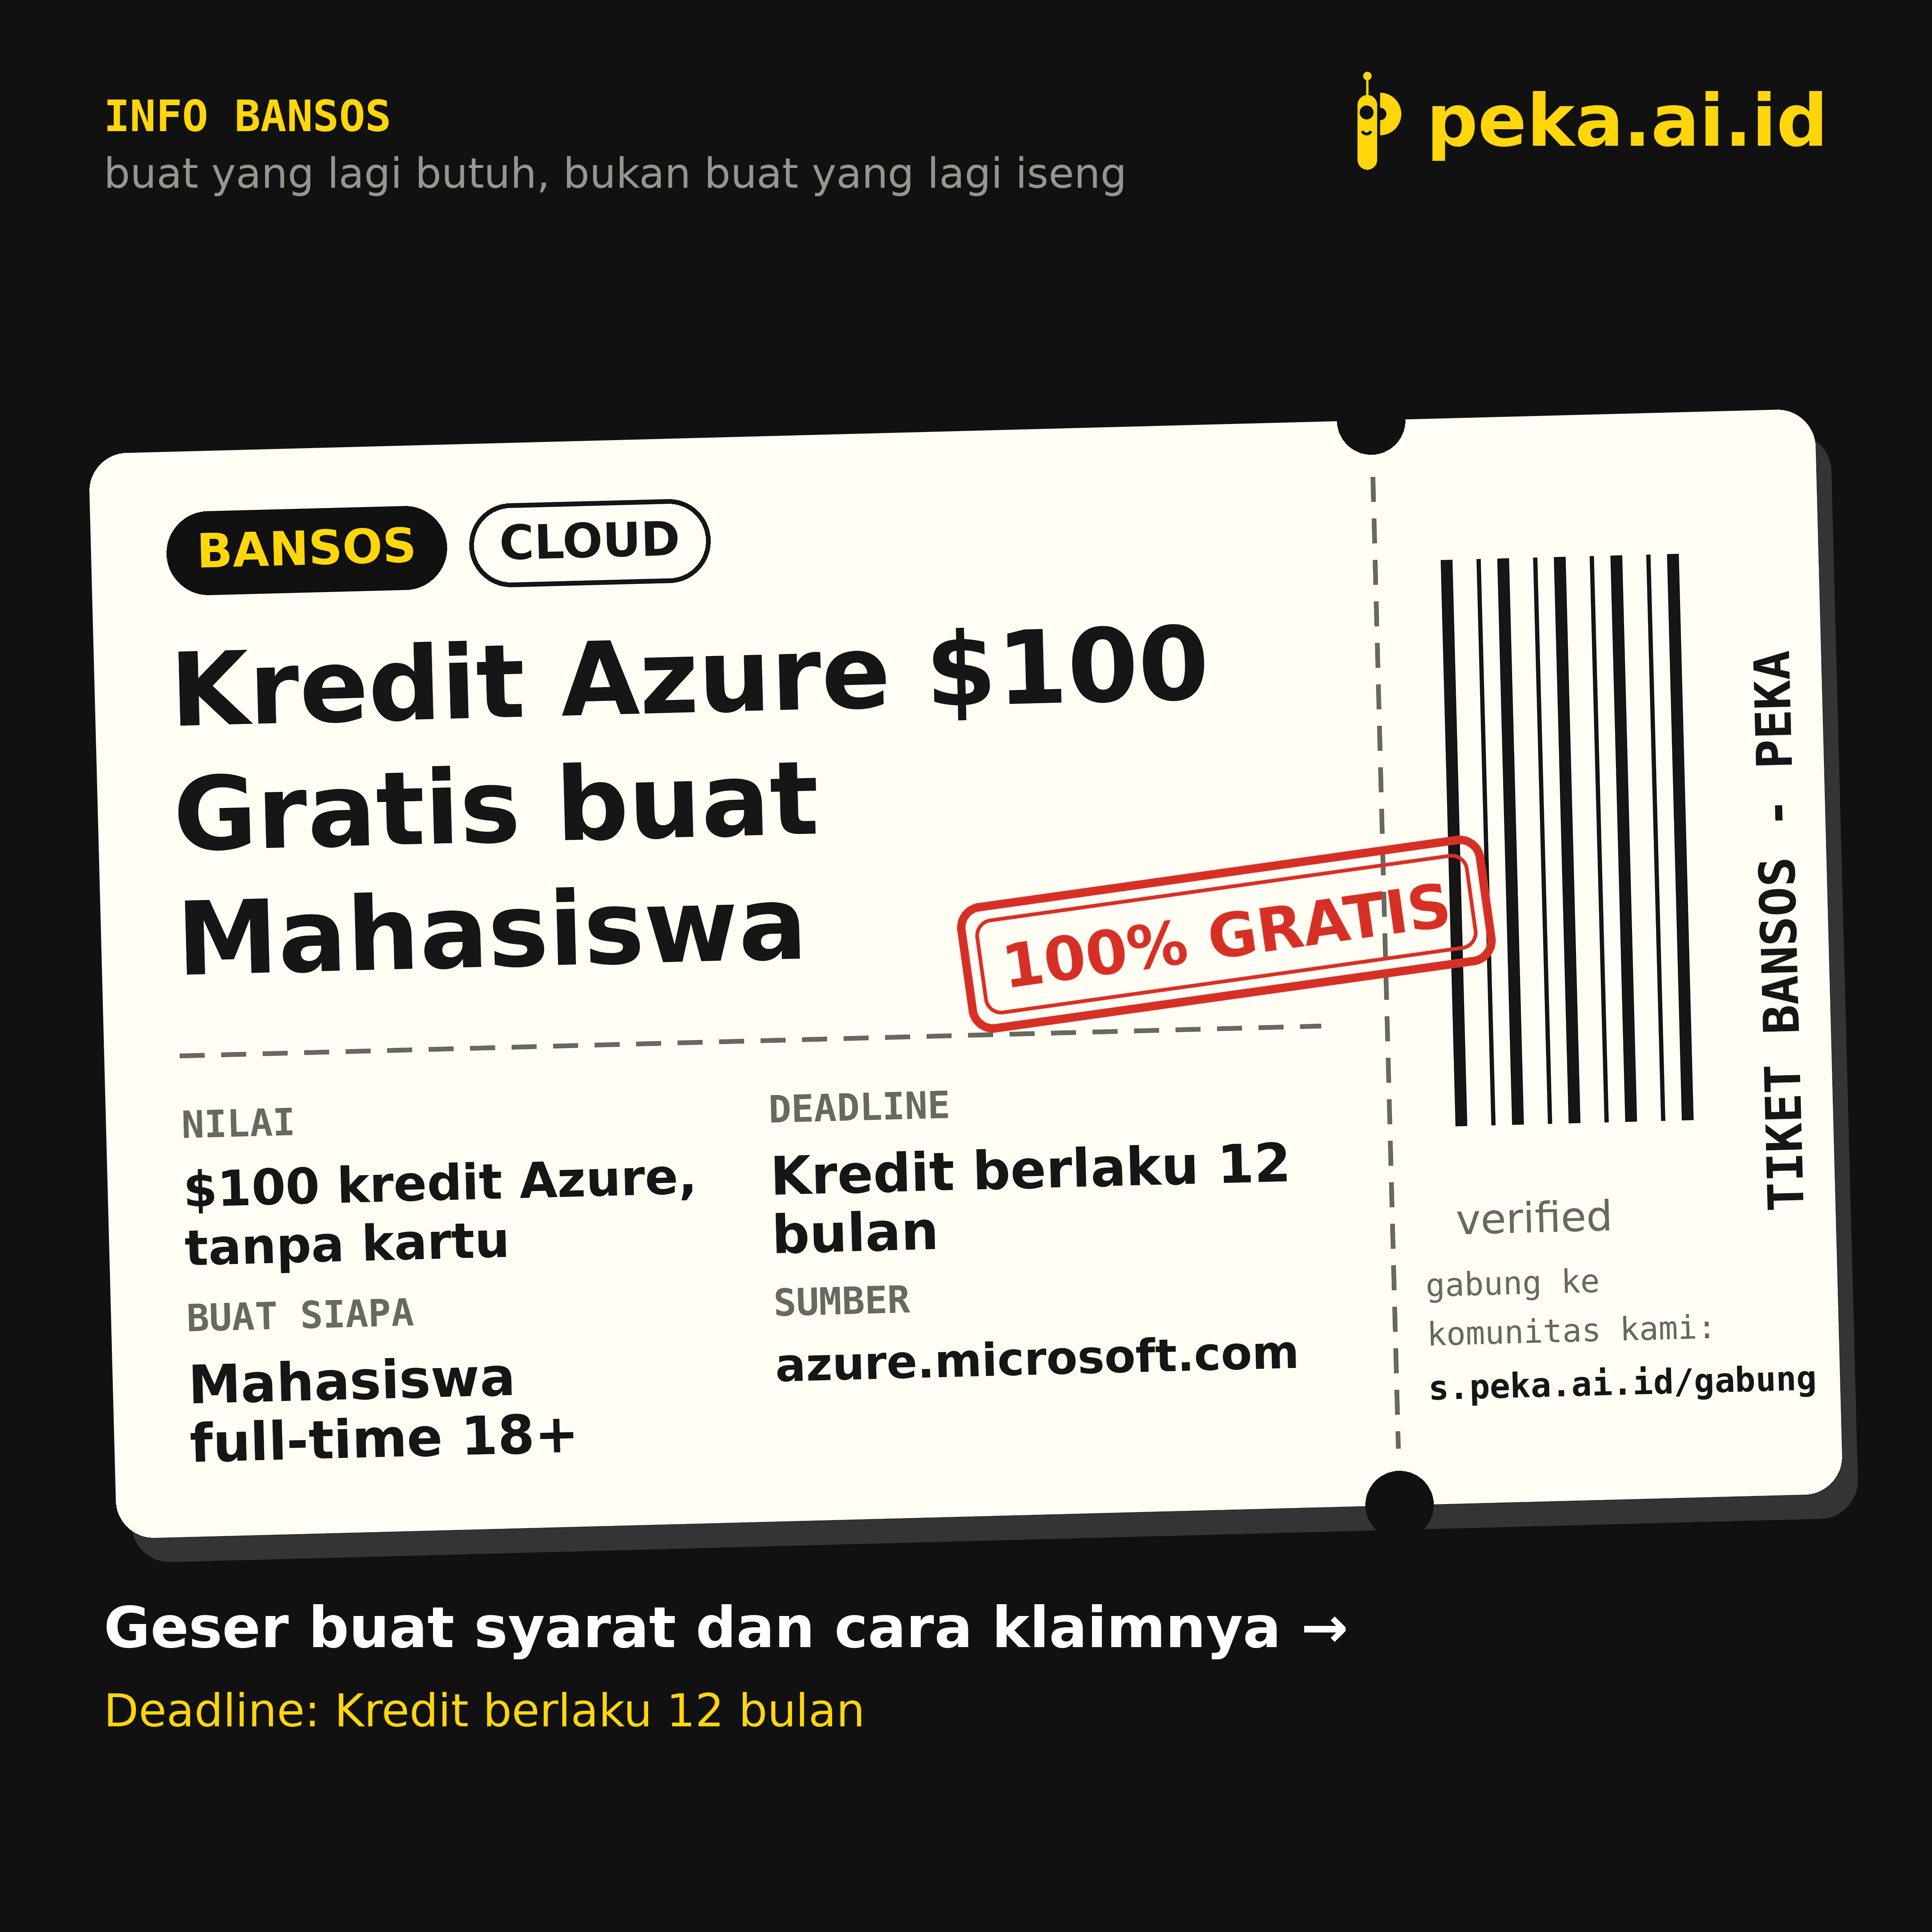 INFO BANSOS
buat yang lagi butuh, bukan buat yang lagi iseng
peka.ai.id
BANSOS
CLOUD
Kredit Azure $100
Gratis buat
Mahasiswa
100% GRATIS
NILAI
$100 kredit Azure,
tanpa kartu
DEADLINE
Kredit berlaku 12
bulan
BUAT SIAPA
Mahasiswa
full-time 18+
SUMBER
azure.microsoft.com
TIKET BANSOS - PEKA
verified
gabung ke
komunitas kami:
s.peka.ai.id/gabung
Geser buat syarat dan cara klaimnya →
Deadline: Kredit berlaku 12 bulan